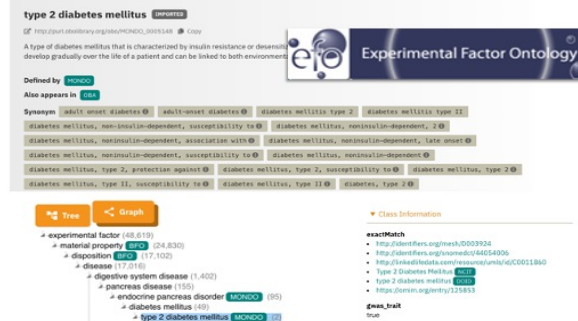 type 2 diabetes mellitus IMPORTED
http://purl.obolibrary.org/obo/MONDO_0005148 Copy
A type of diabetes mellitus that is characterized by insulin resistance or desensiti
develop gradually over the life of a patient and can be linked to both environment
efo Experimental Factor Ontology
Defined by MONDO
Also appears in OBA
Synonym adult onset diabetes adult-onset diabetes diabetes mellitis type 2 diabetes mellitis type II
diabetes mellitus, non-insulin-dependent, susceptibility to diabetes mellitus, noninsulin-dependent, 2
diabetes mellitus, noninsulin-dependent, association with diabetes mellitus, noninsulin-dependent, late onset
diabetes mellitus, noninsulin-dependent, susceptibility to diabetes mellitus, noninsulin-dependent
diabetes mellitus, type 2, protection against diabetes mellitus, type 2, susceptibility to diabetes mellitus, type 2
diabetes mellitus, type II, susceptibility to diabetes mellitus, type II diabetes, type 2
Tree Graph
experimental factor (48,619)
material property BFO (24,830)
disposition BFO (17,102)
disease (17,016)
digestive system disease (1,402)
pancreas disease (155)
endocrine pancreas disorder MONDO (95)
diabetes mellitus (49)
type 2 diabetes mellitus MONDO (2)
Class Information
exactMatch
http://identifiers.org/mesh/D003924
http://identifiers.org/snomedct/44054006
http://linkedlifedata.com/resource/umls/id/C0011860
Type 2 Diabetes Mellitus NCIT
type 2 diabetes mellitus DOID
https://omim.org/entry/125853
gwas_trait
true